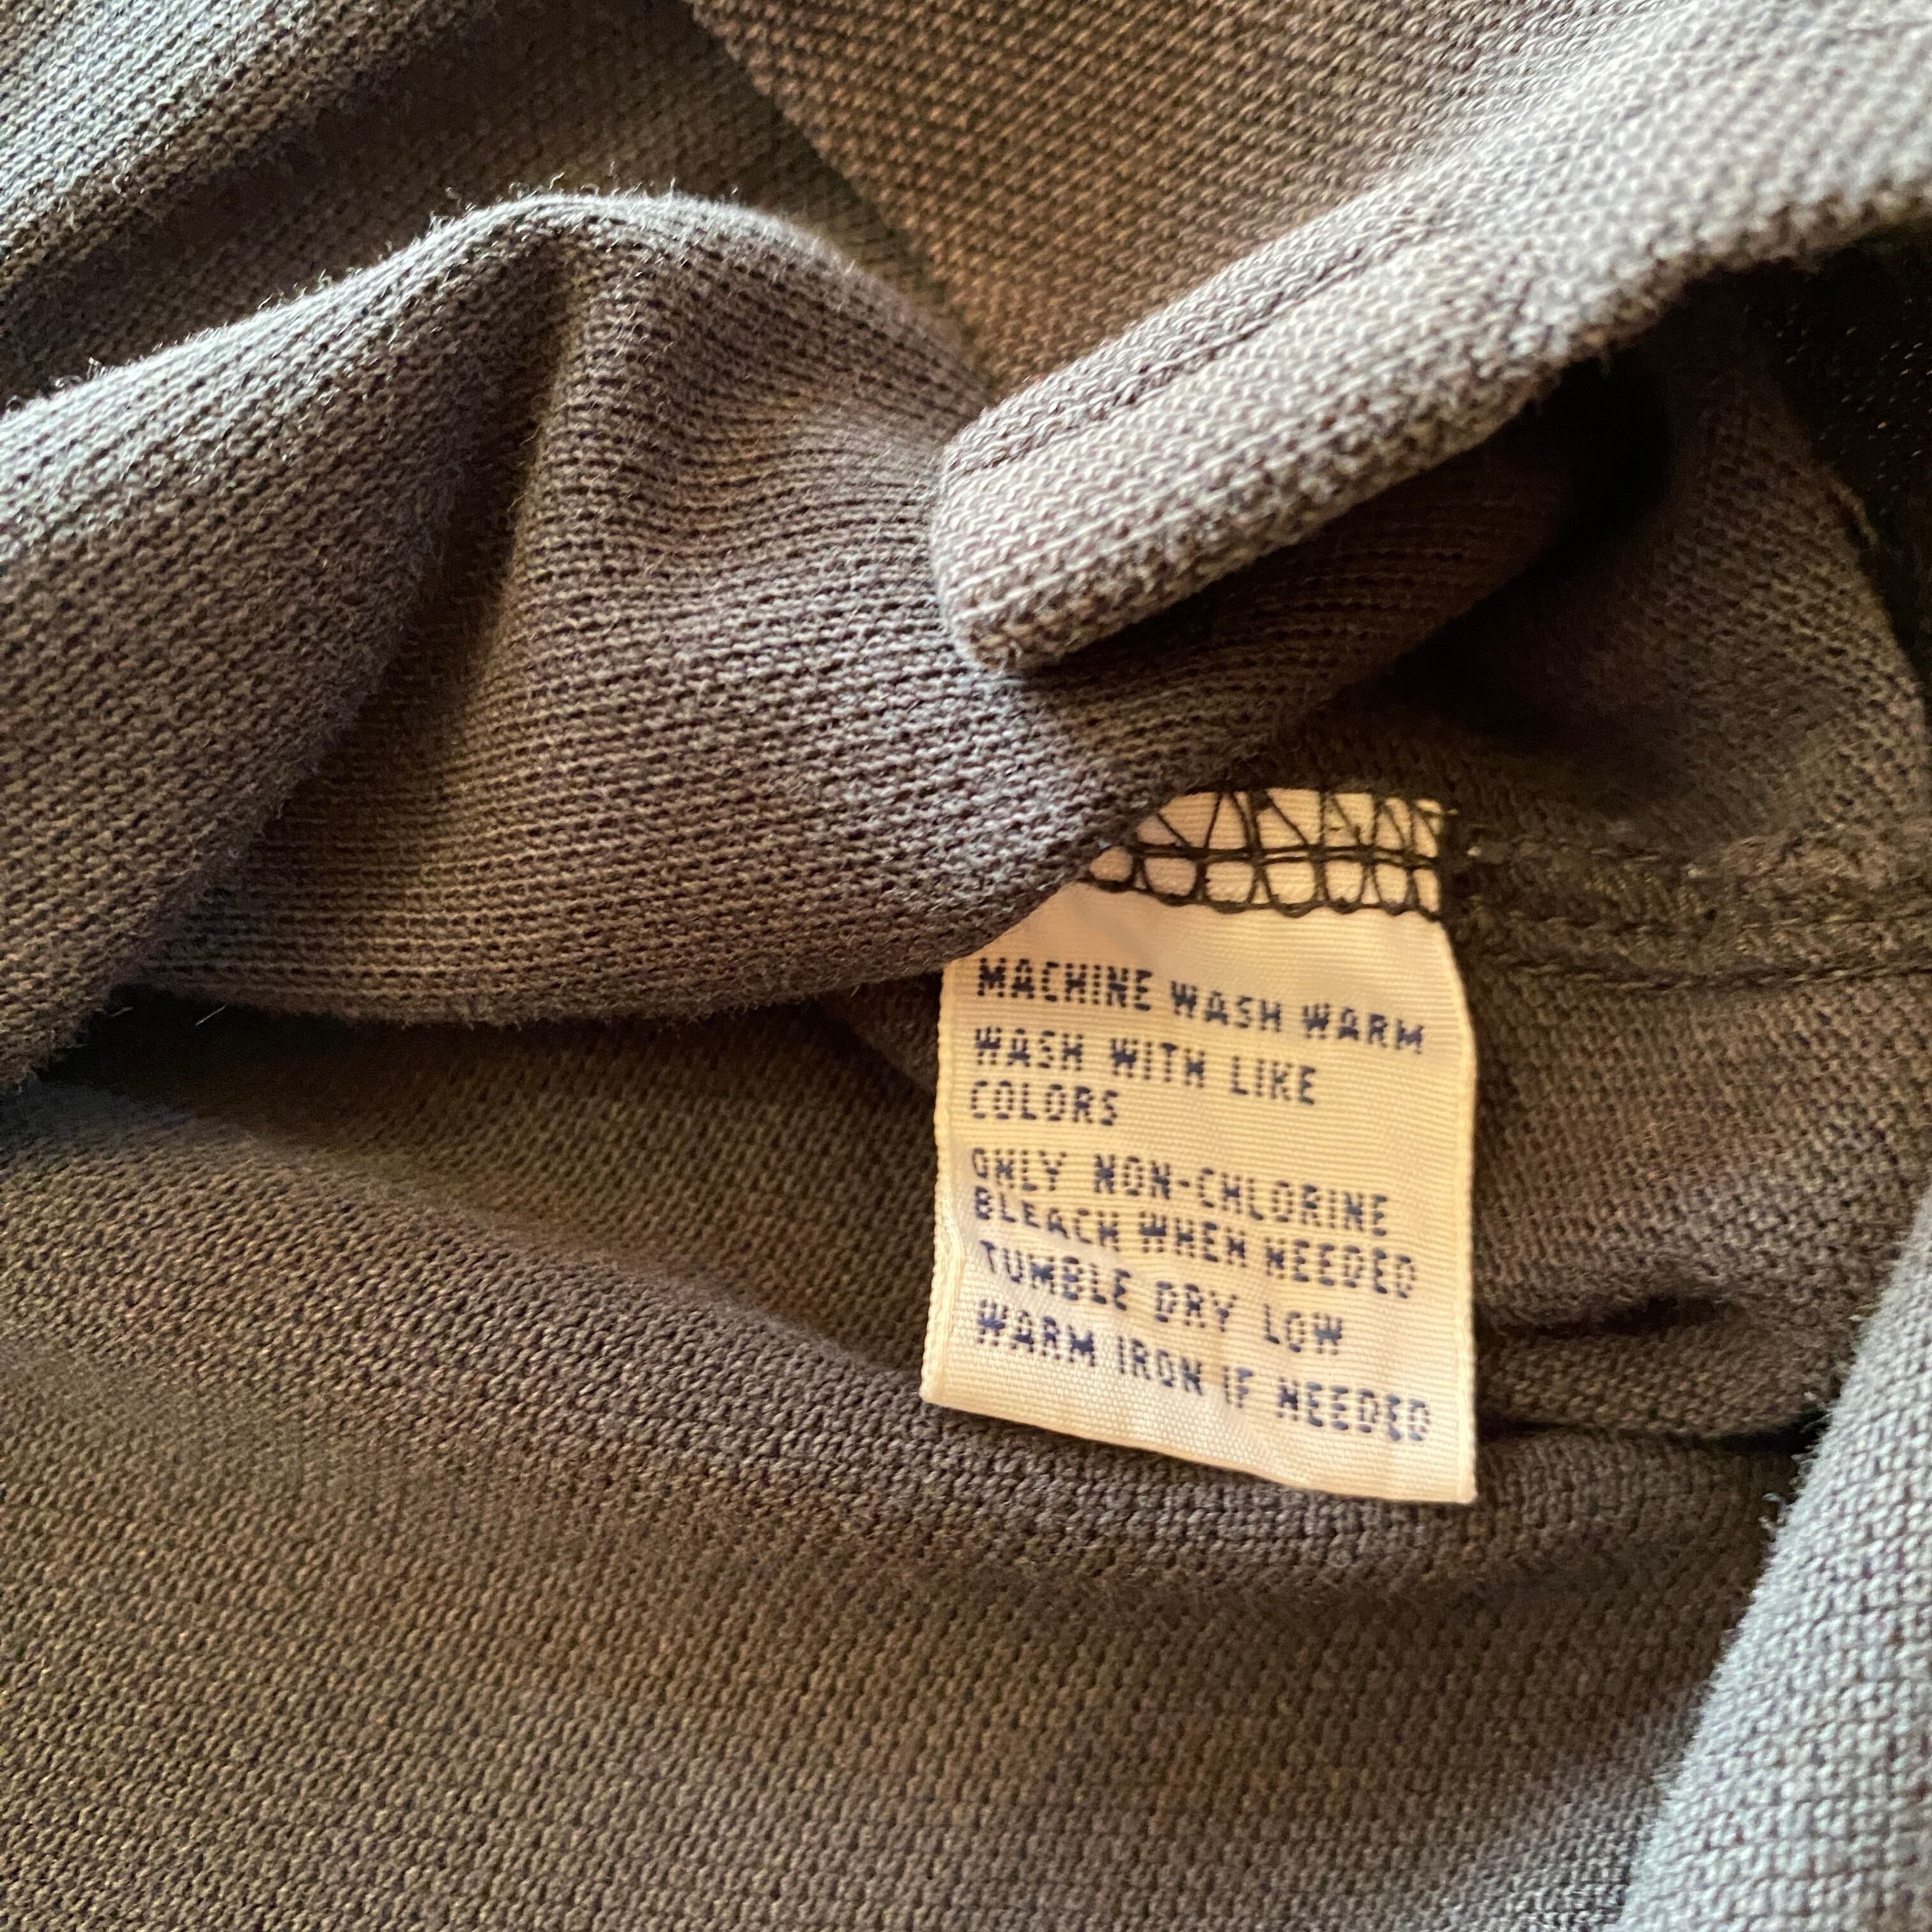 MACHINE WASH WARM
WASH WITH LIKE
COLORS
ONLY NON-CHLORINE
BLEACH WHEN NEEDED
TUMBLE DRY LOW
WARM IRON IF NEEDED